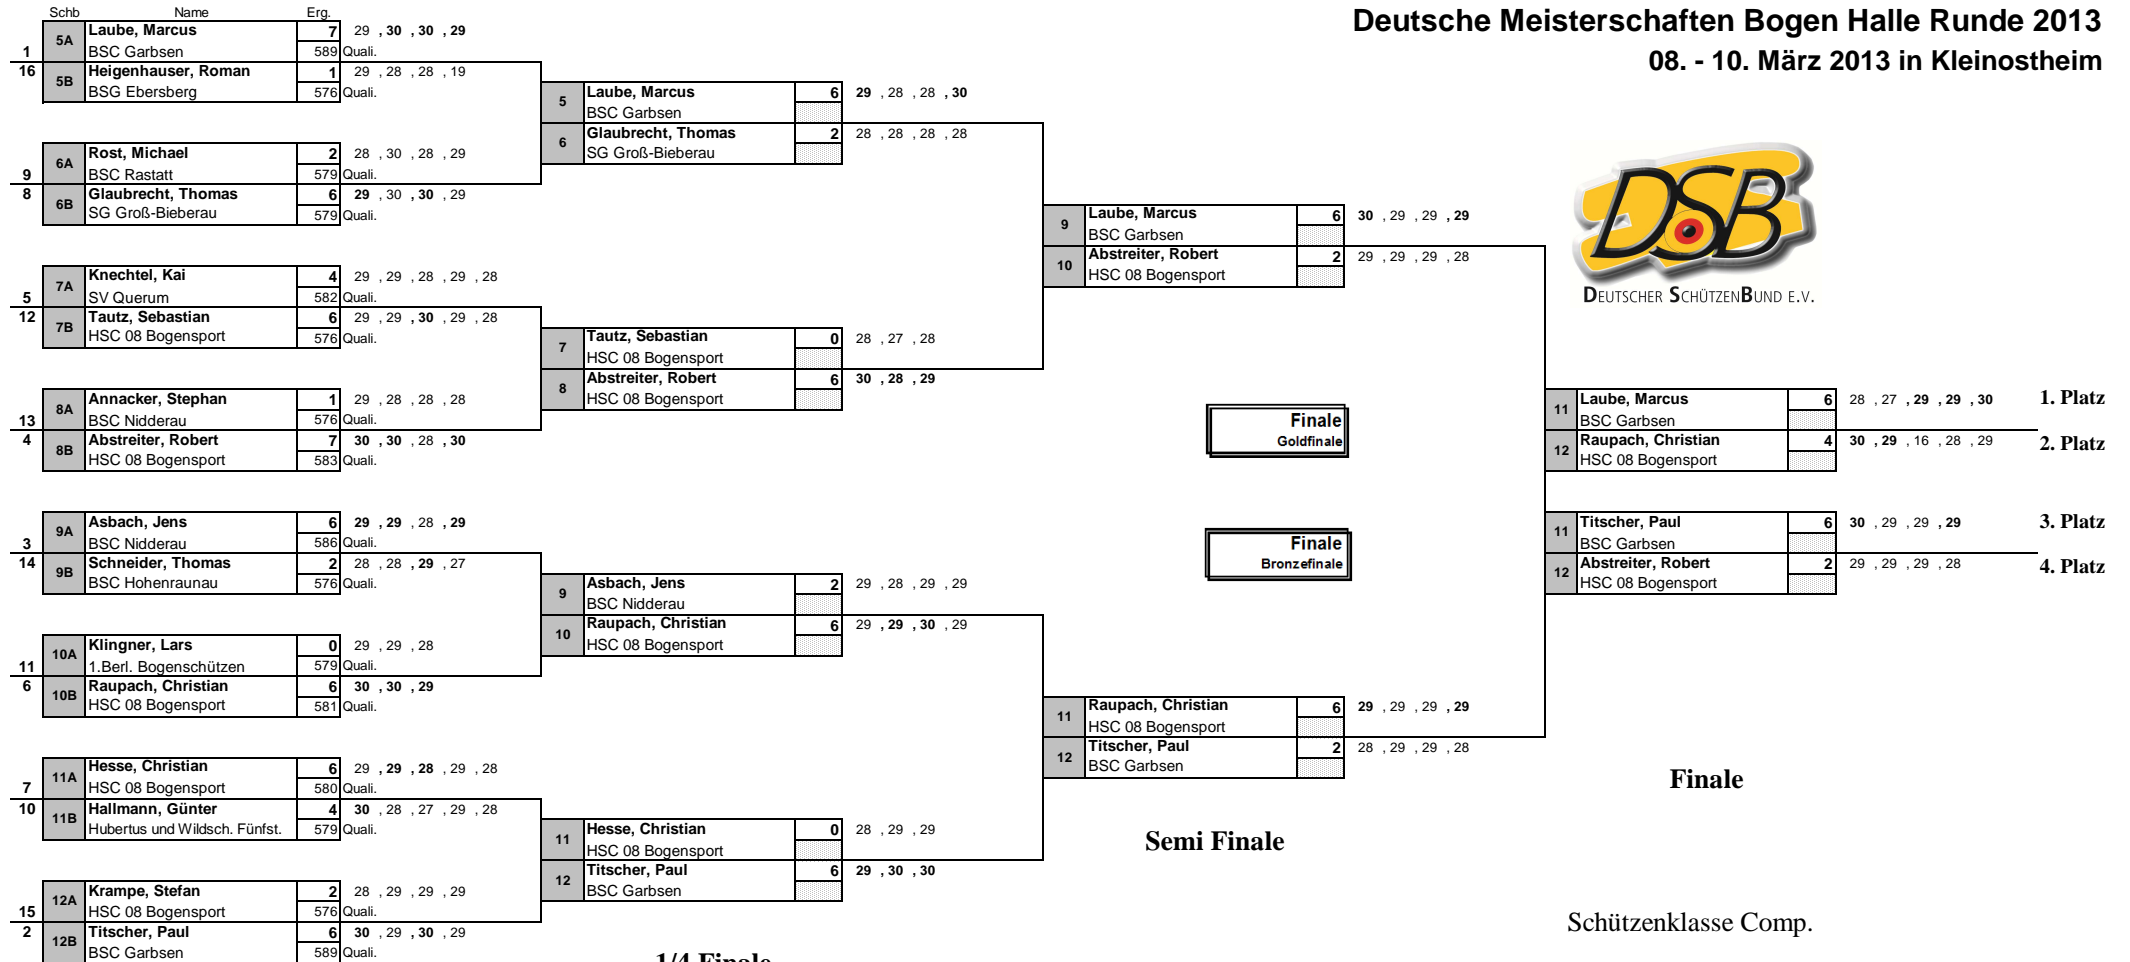 Deutsche Meisterschaften Bogen Halle Runde 2013
08. - 10. März 2013 in Kleinostheim
Schb Name Erg.
5A Laube, Marcus 7 29 , 30 , 30 , 29
1 BSC Garbsen 589 Quali.
16 5B Heigenhauser, Roman 1 29 , 28 , 28 , 19
BSG Ebersberg 576 Quali.
6A Rost, Michael 2 28 , 30 , 28 , 29
9 BSC Rastatt 579 Quali.
8 6B Glaubrecht, Thomas 6 29 , 30 , 30 , 29
SG Groß-Bieberau 579 Quali.
7A Knechtel, Kai 4 29 , 29 , 28 , 29 , 28
5 SV Querum 582 Quali.
12 7B Tautz, Sebastian 6 29 , 29 , 30 , 29 , 28
HSC 08 Bogensport 576 Quali.
8A Annacker, Stephan 1 29 , 28 , 28 , 28
13 BSC Nidderau 576 Quali.
4 8B Abstreiter, Robert 7 30 , 30 , 28 , 30
HSC 08 Bogensport 583 Quali.
9A Asbach, Jens 6 29 , 29 , 28 , 29
3 BSC Nidderau 586 Quali.
14 9B Schneider, Thomas 2 28 , 28 , 29 , 27
BSC Hohenraunau 576 Quali.
10A Klingner, Lars 0 29 , 29 , 28
11 1.Berl. Bogenschützen 579 Quali.
6 10B Raupach, Christian 6 30 , 30 , 29
HSC 08 Bogensport 581 Quali.
11A Hesse, Christian 6 29 , 29 , 28 , 29 , 28
7 HSC 08 Bogensport 580 Quali.
10 11B Hallmann, Günter 4 30 , 28 , 27 , 29 , 28
Hubertus und Wildsch. Fünfst. 579 Quali.
12A Krampe, Stefan 2 28 , 29 , 29 , 29
15 HSC 08 Bogensport 576 Quali.
2 12B Titscher, Paul 6 30 , 29 , 30 , 29
BSC Garbsen 589 Quali.
5 Laube, Marcus 6 29 , 28 , 28 , 30
BSC Garbsen
6 Glaubrecht, Thomas 2 28 , 28 , 28 , 28
SG Groß-Bieberau
7 Tautz, Sebastian 0 28 , 27 , 28
HSC 08 Bogensport
8 Abstreiter, Robert 6 30 , 28 , 29
HSC 08 Bogensport
9 Asbach, Jens 2 29 , 28 , 29 , 29
BSC Nidderau
10 Raupach, Christian 6 29 , 29 , 30 , 29
HSC 08 Bogensport
11 Hesse, Christian 0 28 , 29 , 29
HSC 08 Bogensport
12 Titscher, Paul 6 29 , 30 , 30
BSC Garbsen
1/4 Finale
9 Laube, Marcus 6 30 , 29 , 29 , 29
BSC Garbsen
10 Abstreiter, Robert 2 29 , 29 , 29 , 28
HSC 08 Bogensport
Finale
Goldfinale
Finale
Bronzefinale
11 Raupach, Christian 6 29 , 29 , 29 , 29
HSC 08 Bogensport
12 Titscher, Paul 2 28 , 29 , 29 , 28
BSC Garbsen
Semi Finale
DSB
DEUTSCHER SCHÜTZENBUND E.V.
11 Laube, Marcus 6 28 , 27 , 29 , 29 , 30 1. Platz
BSC Garbsen
12 Raupach, Christian 4 30 , 29 , 16 , 28 , 29 2. Platz
HSC 08 Bogensport
11 Titscher, Paul 6 30 , 29 , 29 , 29 3. Platz
BSC Garbsen
12 Abstreiter, Robert 2 29 , 29 , 29 , 28 4. Platz
HSC 08 Bogensport
Finale
Schützenklasse Comp.